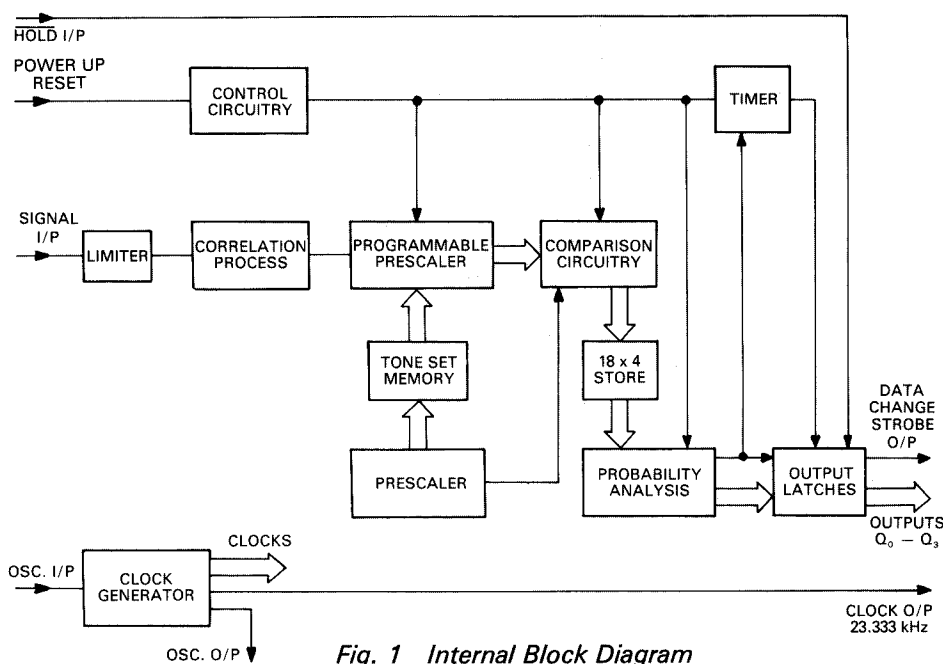 HOLD I/P
POWER UP
RESET
CONTROL
CIRCUITRY
TIMER
SIGNAL
I/P
LIMITER
CORRELATION
PROCESS
PROGRAMMABLE
PRESCALER
COMPARISON
CIRCUITRY
TONE SET
MEMORY
18 x 4
STORE
PRESCALER
PROBABILITY
ANALYSIS
OUTPUT
LATCHES
DATA
CHANGE
STROBE
O/P
OUTPUTS
Q₀ – Q₃
OSC. I/P
CLOCK
GENERATOR
CLOCKS
CLOCK O/P
23.333 kHz
OSC. O/P
Fig. 1 Internal Block Diagram